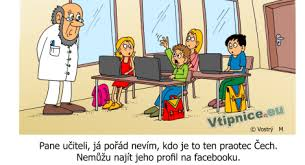 Vtipnice.eu
© Vostrý M
Pane učiteli, já pořád nevím, kdo je to ten praotec Čech.
Nemůžu najít jeho profil na facebooku.